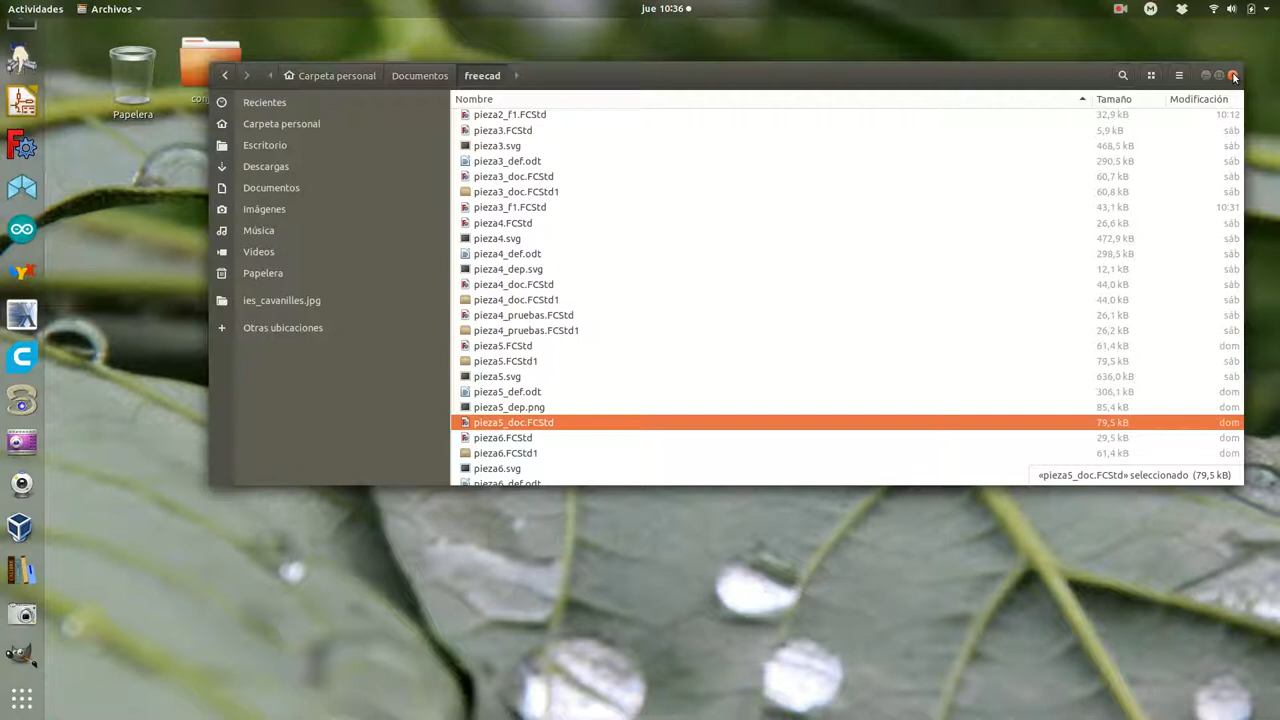 Actividades Archivos jue 10:36
Papelera
Carpeta personal Documentos freecad
Recientes
Carpeta personal
Escritorio
Descargas
Documentos
Imágenes
Música
Vídeos
Papelera
ies_cavanilles.jpg
Otras ubicaciones
Nombre Tamaño Modificación
pieza2_f1.FCStd 32,9 kB 10:12
pieza3.FCStd 5,9 kB sáb
pieza3.svg 468,5 kB sáb
pieza3_def.odt 290,5 kB sáb
pieza3_doc.FCStd 60,7 kB sáb
pieza3_doc.FCStd1 60,8 kB sáb
pieza3_f1.FCStd 43,1 kB 10:31
pieza4.FCStd 26,6 kB sáb
pieza4.svg 472,9 kB sáb
pieza4_def.odt 298,5 kB sáb
pieza4_dep.svg 12,1 kB sáb
pieza4_doc.FCStd 44,0 kB sáb
pieza4_doc.FCStd1 44,0 kB sáb
pieza4_pruebas.FCStd 26,1 kB sáb
pieza4_pruebas.FCStd1 26,2 kB sáb
pieza5.FCStd 61,4 kB dom
pieza5.FCStd1 79,5 kB sáb
pieza5.svg 636,0 kB sáb
pieza5_def.odt 306,1 kB dom
pieza5_dep.png 85,4 kB dom
pieza5_doc.FCStd 79,5 kB dom
pieza6.FCStd 29,5 kB dom
pieza6.FCStd1 61,4 kB dom
pieza6.svg
pieza6_def.odt
«pieza5_doc.FCStd» seleccionado (79,5 kB)